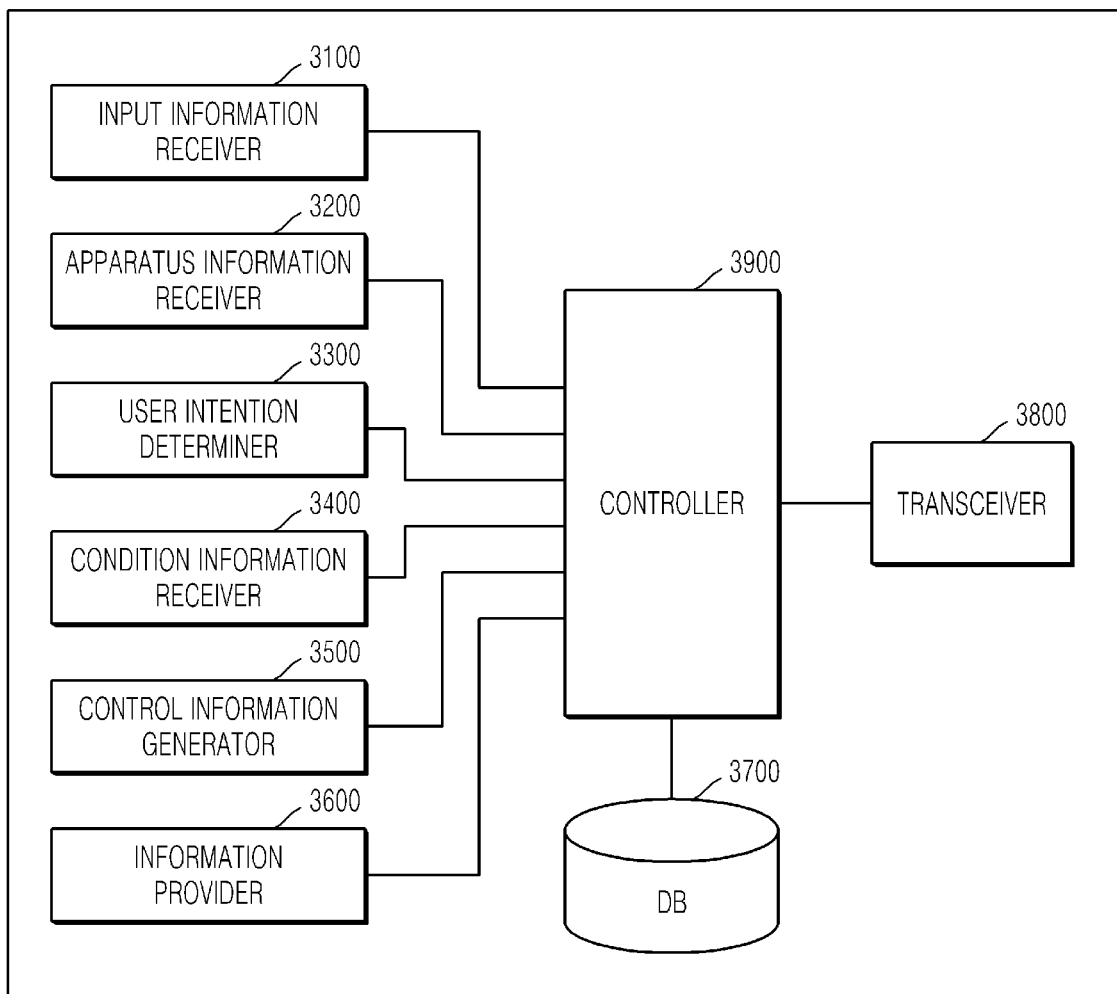 3100
INPUT INFORMATION
RECEIVER
3200
APPARATUS INFORMATION
RECEIVER
3300
USER INTENTION
DETERMINER
3400
CONDITION INFORMATION
RECEIVER
3500
CONTROL INFORMATION
GENERATOR
3600
INFORMATION
PROVIDER
3900
CONTROLLER
3700
DB
3800
TRANSCEIVER